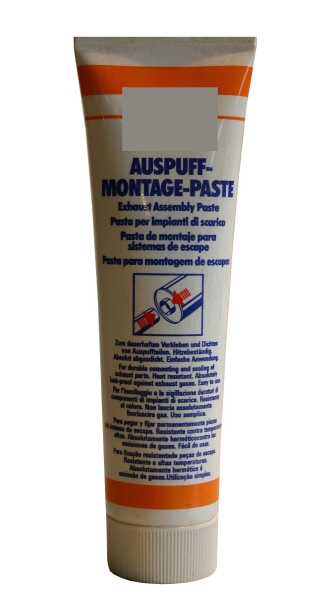 AUSPUFF-
MONTAGE-PASTE
Exhaust Assembly Paste
Pasta per impianti di scarico
Pasta de montaje para
sistemas de escape
Pasta para montagem de escapes
Zum dauerhaften Verkleben und Dichten
von Auspuffteilen. Hitzebeständig.
Absolut abgasdicht. Einfache Anwendung.
For durable cementing and sealing of
exhaust parts. Heat resistant. Absolutely
leak-proof against exhaust gases. Easy to use.
Per l'incollaggio e la sigillazione duraturi di
componenti di impianti di scarico. Resistente
al calore. Non lascia assolutamente
fuoriuscire gas. Uso semplice.
Para pegar y fijar permanentemente piezas
del sistema de escape. Resistente contra temperaturas
altas. Absolutamente hermético contra las
emisiones de gases. Fácil de usar.
Para fixação resistente de peças de escape.
Resistente a altas temperaturas.
Absolutamente hermético à
emissão de gases. Utilização simples.